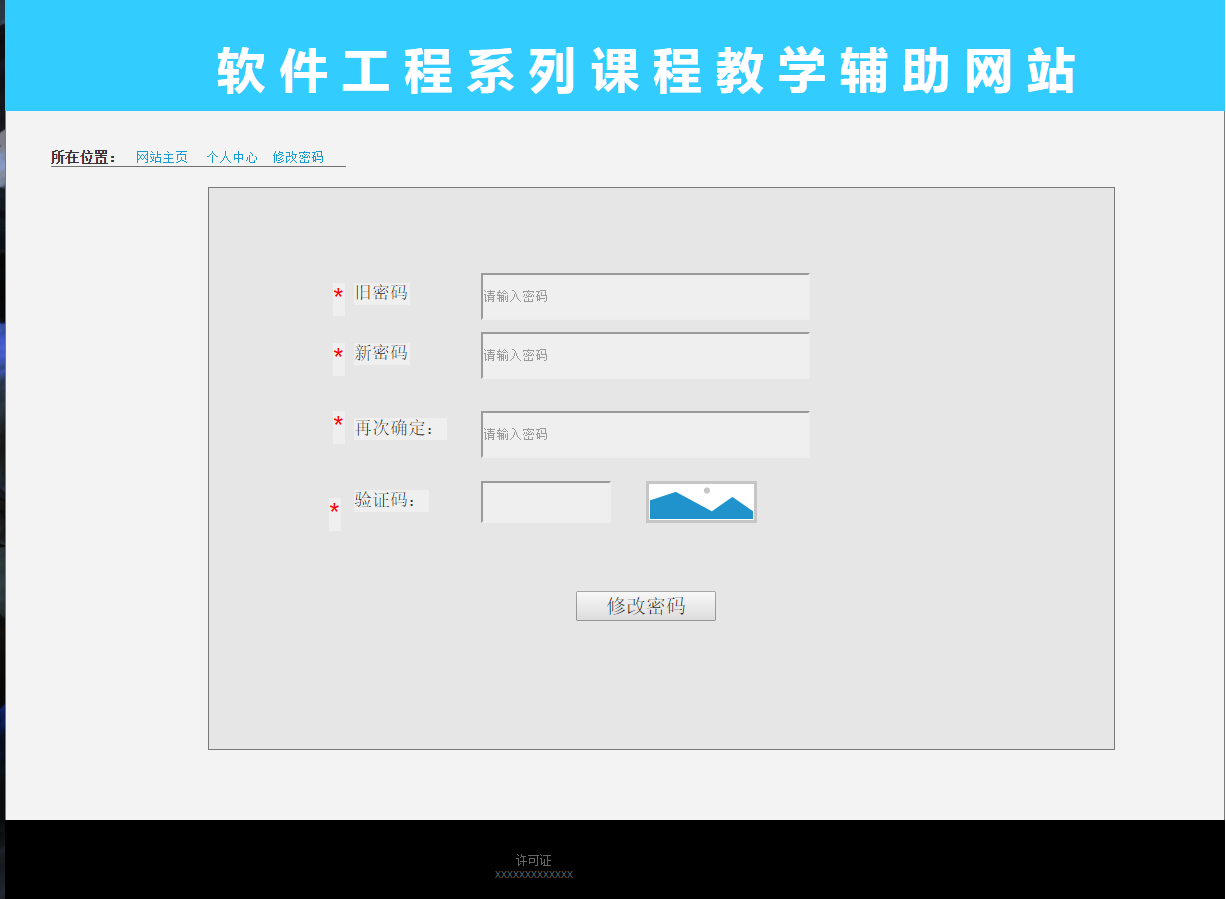 软件工程系列课程教学辅助网站
所在位置： 网站主页 个人中心 修改密码
* 旧密码 请输入密码
* 新密码 请输入密码
* 再次确定： 请输入密码
* 验证码：
修改密码
许可证
xxxxxxxxxxxxx